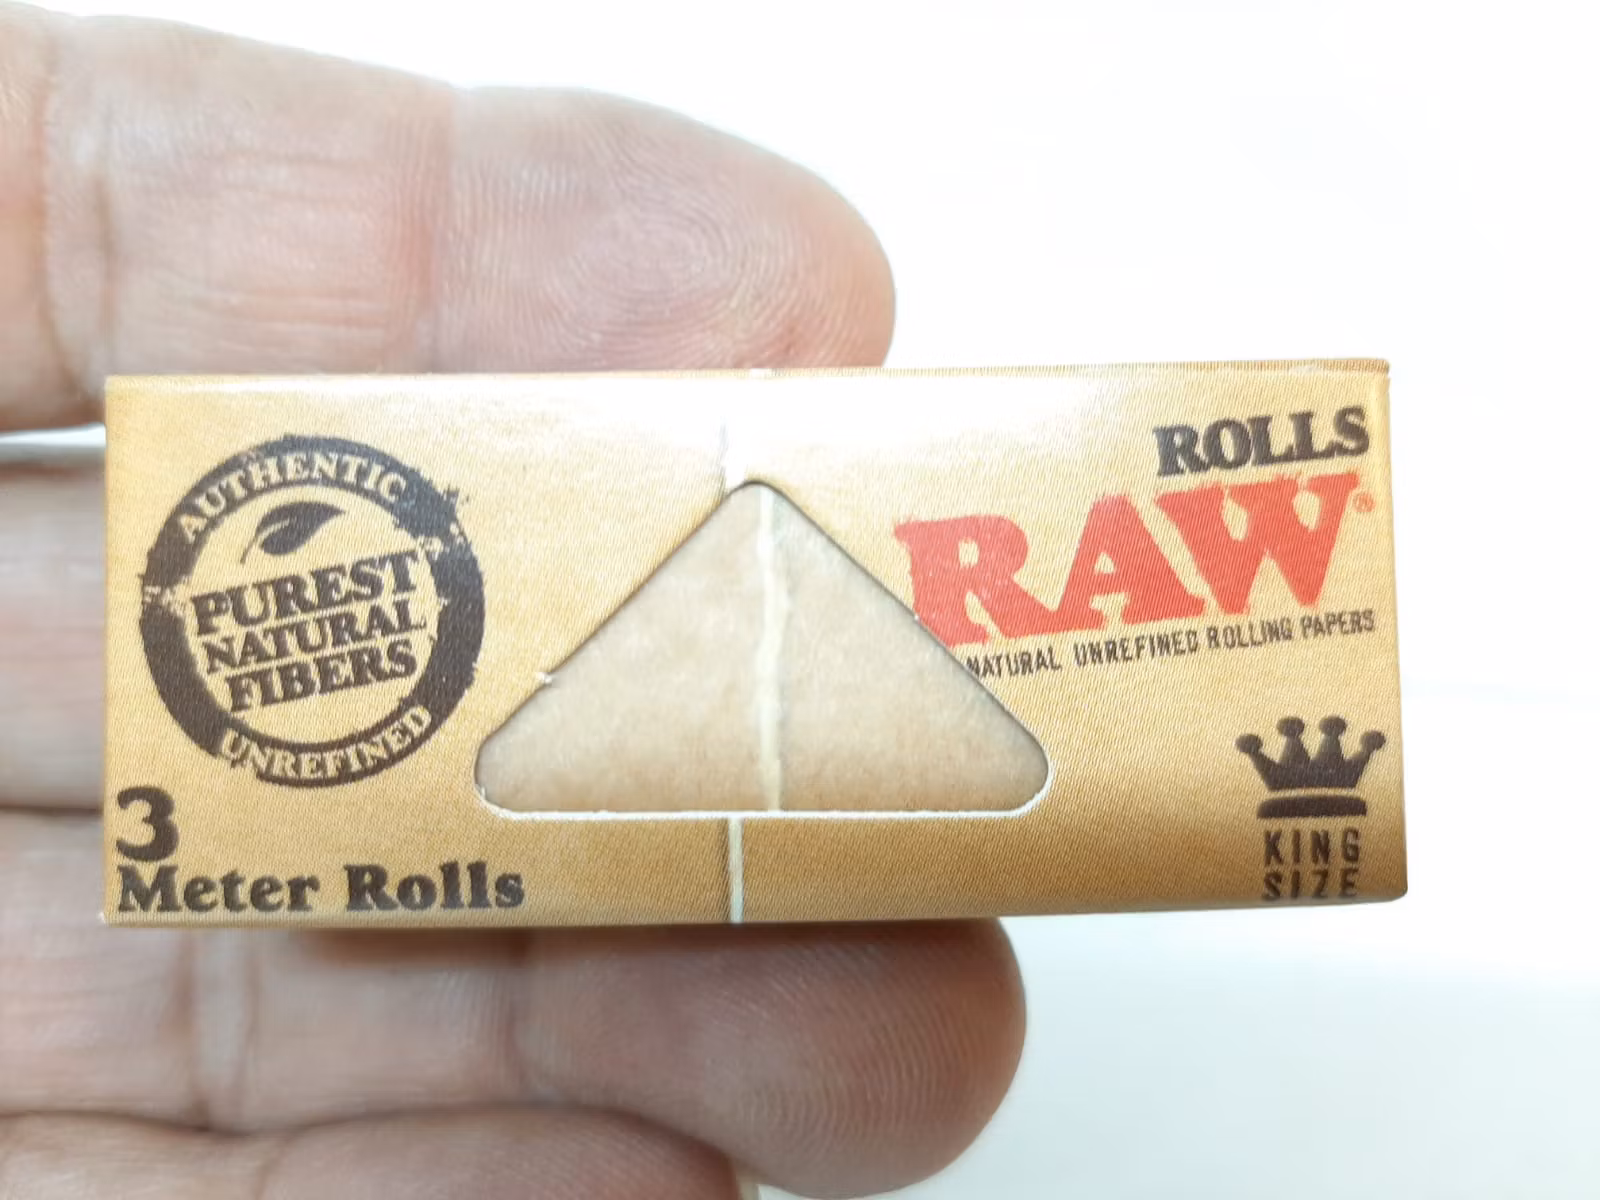 AUTHENTIC
PUREST
NATURAL
FIBERS
UNREFINED
3
Meter Rolls
ROLLS
RAW®
NATURAL UNREFINED ROLLING PAPERS
KING
SIZE